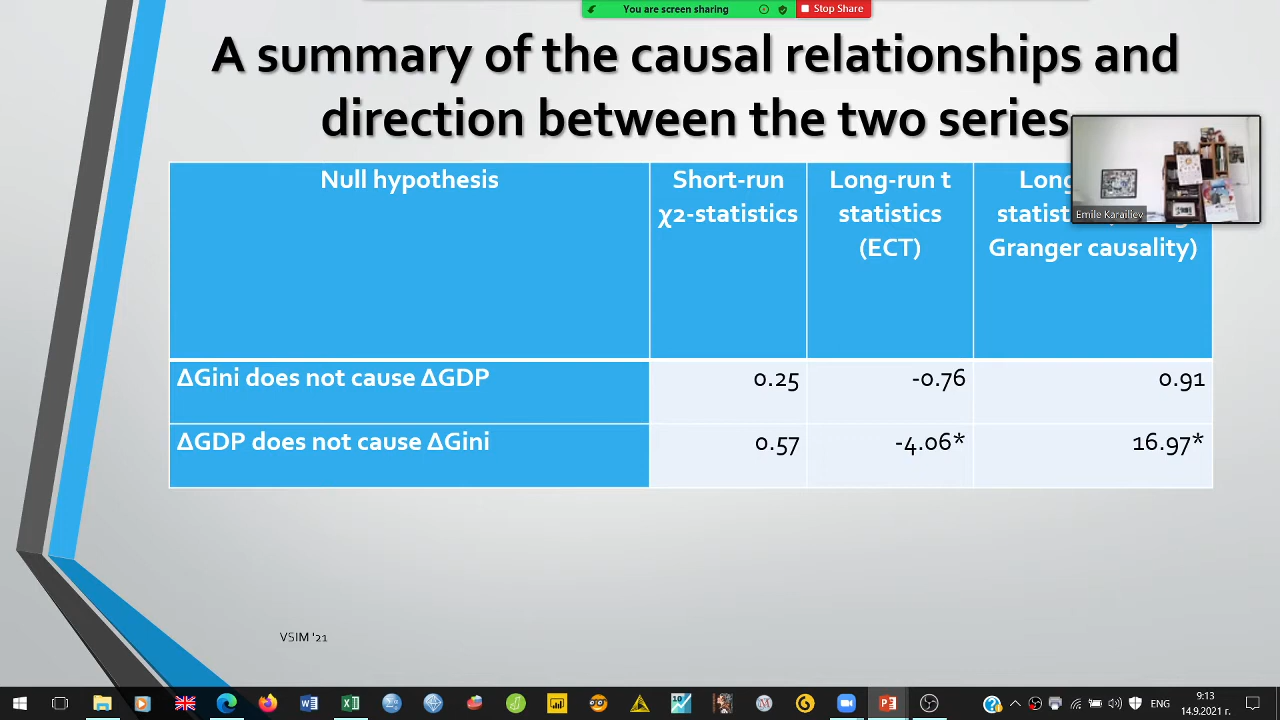 You are screen sharing
Stop Share
A summary of the causal relationships and
direction between the two series
Null hypothesis
Short-run
χ2-statistics
Long-run t
statistics
(ECT)
Granger causality)
ΔGini does not cause ΔGDP
0.25
-0.76
0.91
ΔGDP does not cause ΔGini
0.57
-4.06*
16.97*
Emile Karailiev
VSIM '21
10
ENG
9:13
14.9.2021 г.